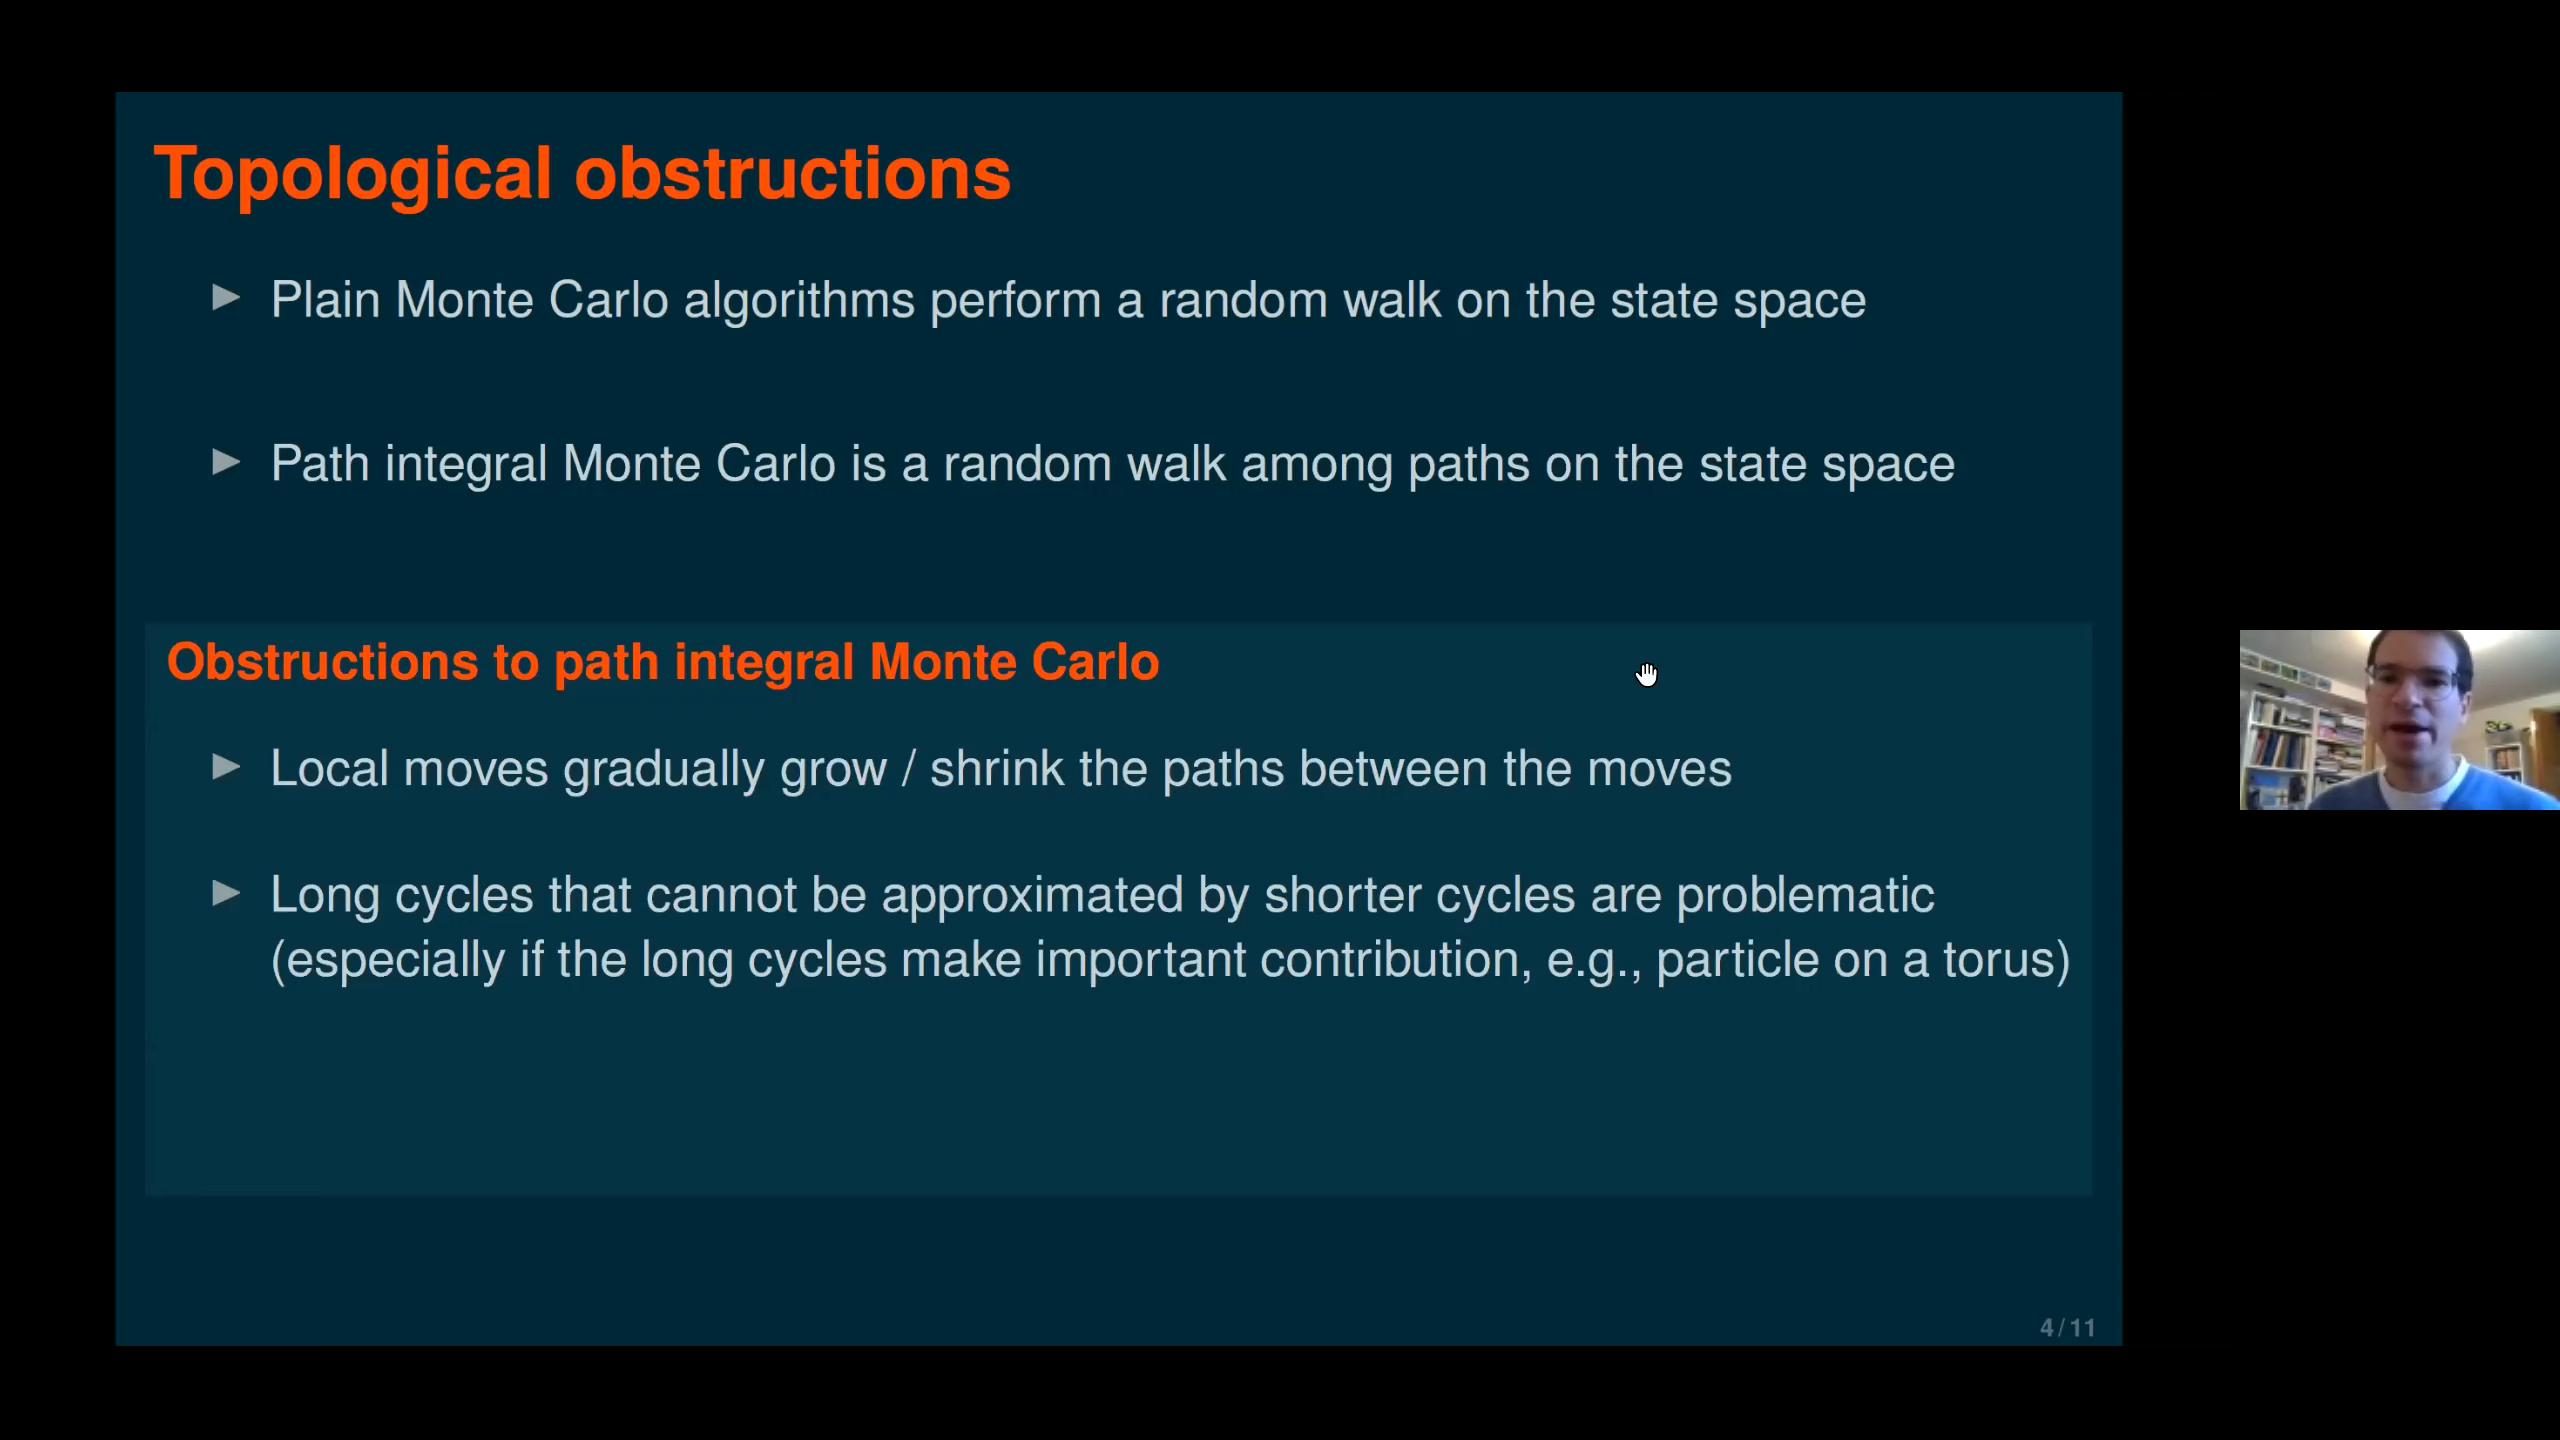 Topological obstructions
Plain Monte Carlo algorithms perform a random walk on the state space
Path integral Monte Carlo is a random walk among paths on the state space
Obstructions to path integral Monte Carlo
Local moves gradually grow / shrink the paths between the moves
Long cycles that cannot be approximated by shorter cycles are problematic
(especially if the long cycles make important contribution, e.g., particle on a torus)
4/11